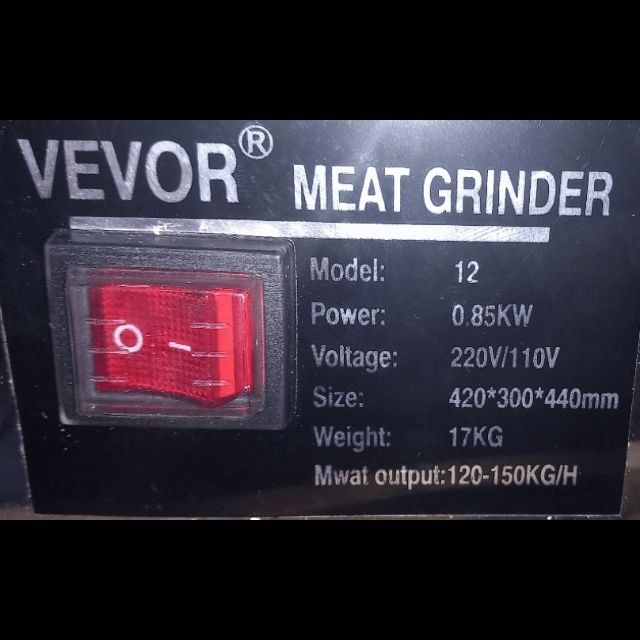 VEVOR® MEAT GRINDER
Model: 12
Power: 0.85KW
Voltage: 220V/110V
Size: 420*300*440mm
Weight: 17KG
Mwat output:120-150KG/H
O –